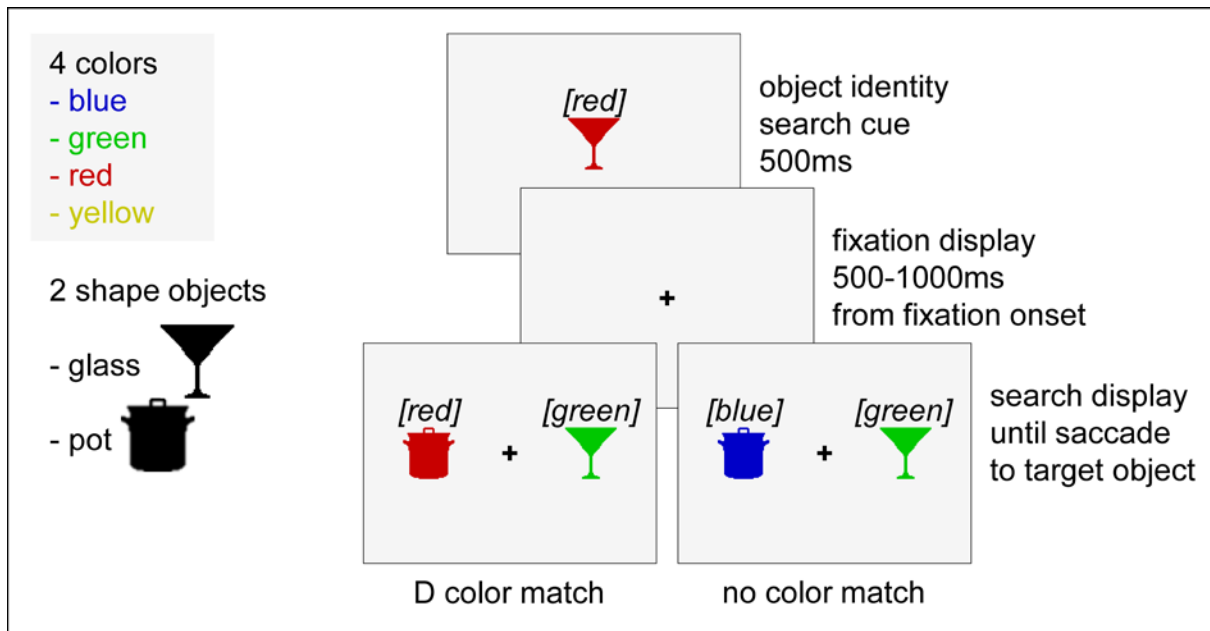 4 colors
- blue
- green
- red
- yellow
2 shape objects
- glass
- pot
[red]
object identity
search cue
500ms
+
fixation display
500-1000ms
from fixation onset
[red]
[green]
+
[blue]
[green]
+
search display
until saccade
to target object
D color match
no color match